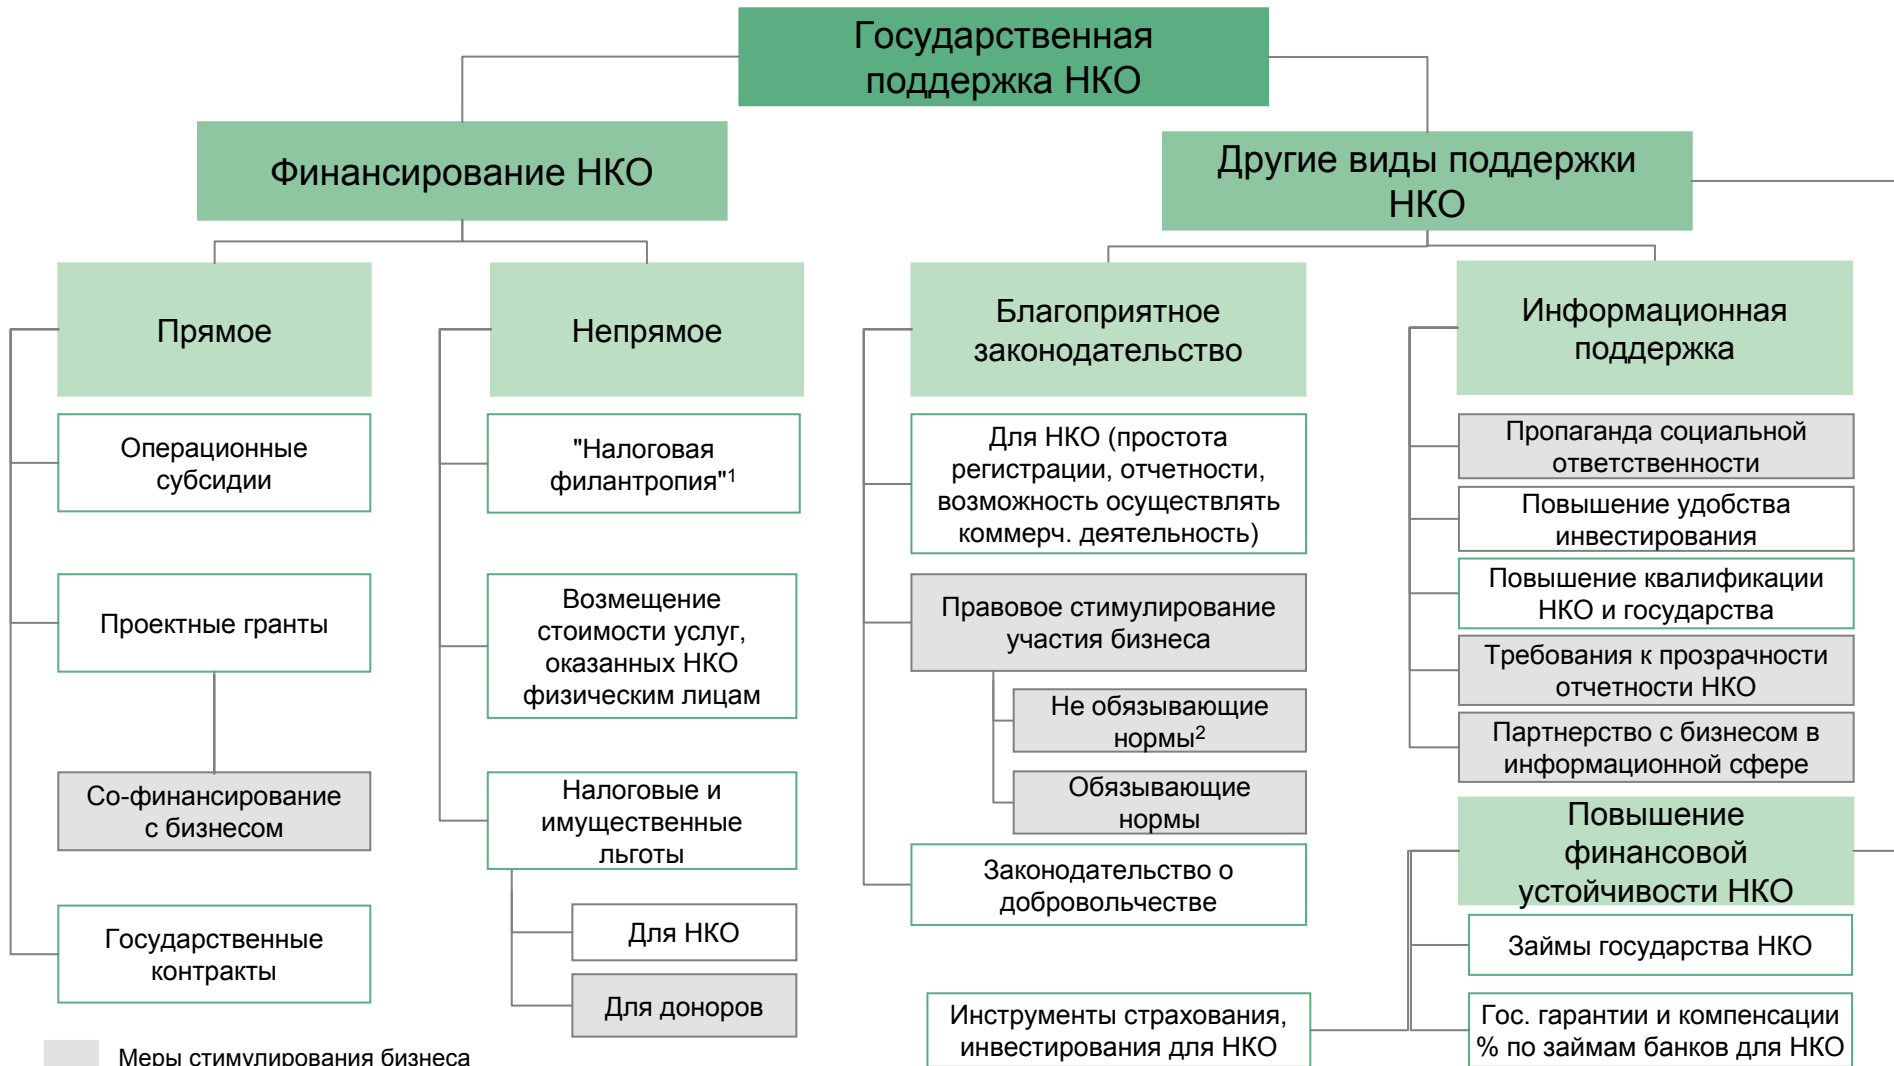 Государственная
поддержка НКО
Финансирование НКО
Другие виды поддержки
НКО
Прямое
Непрямое
Благоприятное
законодательство
Информационная
поддержка
Операционные
субсидии
Проектные гранты
Со-финансирование
с бизнесом
Государственные
контракты
"Налоговая
филантропия"1
Возмещение
стоимости услуг,
оказанных НКО
физическим лицам
Налоговые и
имущественные
льготы
Для НКО
Для доноров
Для НКО (простота
регистрации, отчетности,
возможность осуществлять
коммерч. деятельность)
Правовое стимулирование
участия бизнеса
Не обязывающие
нормы2
Обязывающие
нормы
Законодательство о
добровольчестве
Пропаганда социальной
ответственности
Повышение удобства
инвестирования
Повышение квалификации
НКО и государства
Требования к прозрачности
отчетности НКО
Партнерство с бизнесом в
информационной сфере
Повышение
финансовой
устойчивости НКО
Займы государства НКО
Инструменты страхования,
инвестирования для НКО
Гос. гарантии и компенсации
% по займам банков для НКО
Меры стимулирования бизнеса